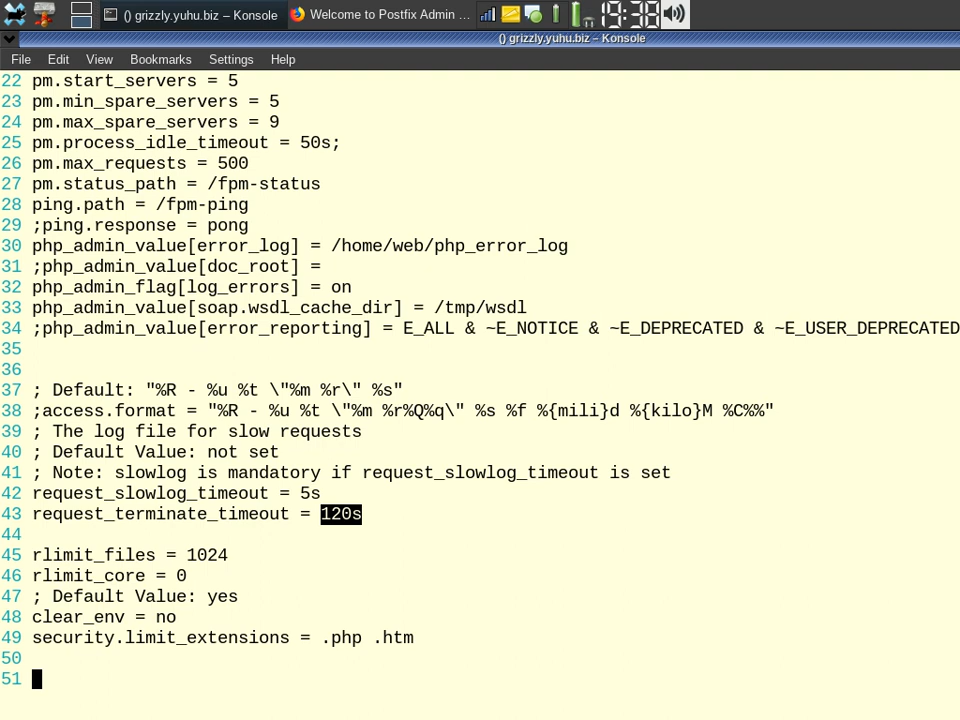 () grizzly.yuhu.biz – Konsole
Welcome to Postfix Admin ...
19:38
() grizzly.yuhu.biz – Konsole
File Edit View Bookmarks Settings Help
22 pm.start_servers = 5
23 pm.min_spare_servers = 5
24 pm.max_spare_servers = 9
25 pm.process_idle_timeout = 50s;
26 pm.max_requests = 500
27 pm.status_path = /fpm-status
28 ping.path = /fpm-ping
29 ;ping.response = pong
30 php_admin_value[error_log] = /home/web/php_error_log
31 ;php_admin_value[doc_root] =
32 php_admin_flag[log_errors] = on
33 php_admin_value[soap.wsdl_cache_dir] = /tmp/wsdl
34 ;php_admin_value[error_reporting] = E_ALL & ~E_NOTICE & ~E_DEPRECATED & ~E_USER_DEPRECATED
35
36
37 ; Default: "%R - %u %t \"%m %r\" %s"
38 ;access.format = "%R - %u %t \"%m %r%Q%q\" %s %f %{mili}d %{kilo}M %C%%"
39 ; The log file for slow requests
40 ; Default Value: not set
41 ; Note: slowlog is mandatory if request_slowlog_timeout is set
42 request_slowlog_timeout = 5s
43 request_terminate_timeout = 120s
44
45 rlimit_files = 1024
46 rlimit_core = 0
47 ; Default Value: yes
48 clear_env = no
49 security.limit_extensions = .php .htm
50
51